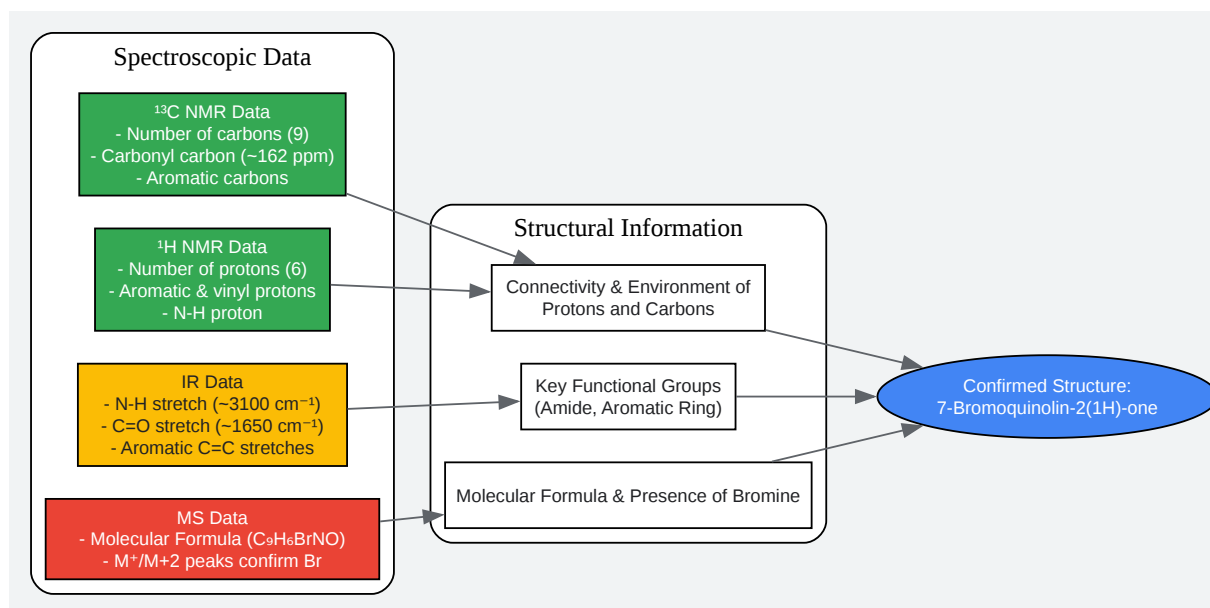 Spectroscopic Data
¹³C NMR Data
- Number of carbons (9)
- Carbonyl carbon (~162 ppm)
- Aromatic carbons
¹H NMR Data
- Number of protons (6)
- Aromatic & vinyl protons
- N-H proton
IR Data
- N-H stretch (~3100 cm⁻¹)
- C=O stretch (~1650 cm⁻¹)
- Aromatic C=C stretches
MS Data
- Molecular Formula (C₉H₆BrNO)
- M⁺/M+2 peaks confirm Br
Structural Information
Connectivity & Environment of
Protons and Carbons
Key Functional Groups
(Amide, Aromatic Ring)
Molecular Formula & Presence of Bromine
Confirmed Structure:
7-Bromoquinolin-2(1H)-one